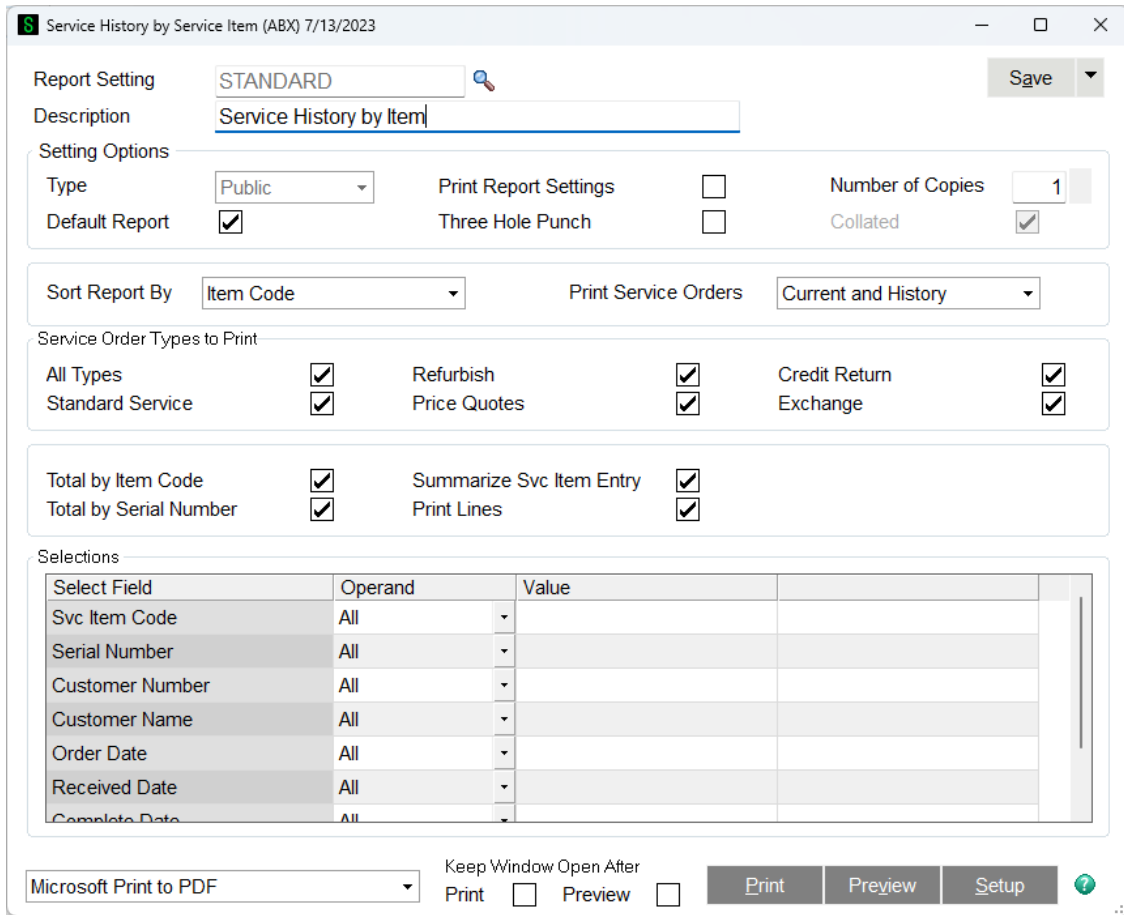 Service History by Service Item (ABX) 7/13/2023
Report Setting STANDARD Save
Description Service History by Item
Setting Options
Type Public Print Report Settings Number of Copies 1
Default Report Three Hole Punch Collated
Sort Report By Item Code Print Service Orders Current and History
Service Order Types to Print
All Types Refurbish Credit Return
Standard Service Price Quotes Exchange
Total by Item Code Summarize Svc Item Entry
Total by Serial Number Print Lines
Selections
Select Field Operand Value
Svc Item Code All
Serial Number All
Customer Number All
Customer Name All
Order Date All
Received Date All
Complete Date All
Keep Window Open After
Microsoft Print to PDF Print Preview Print Preview Setup